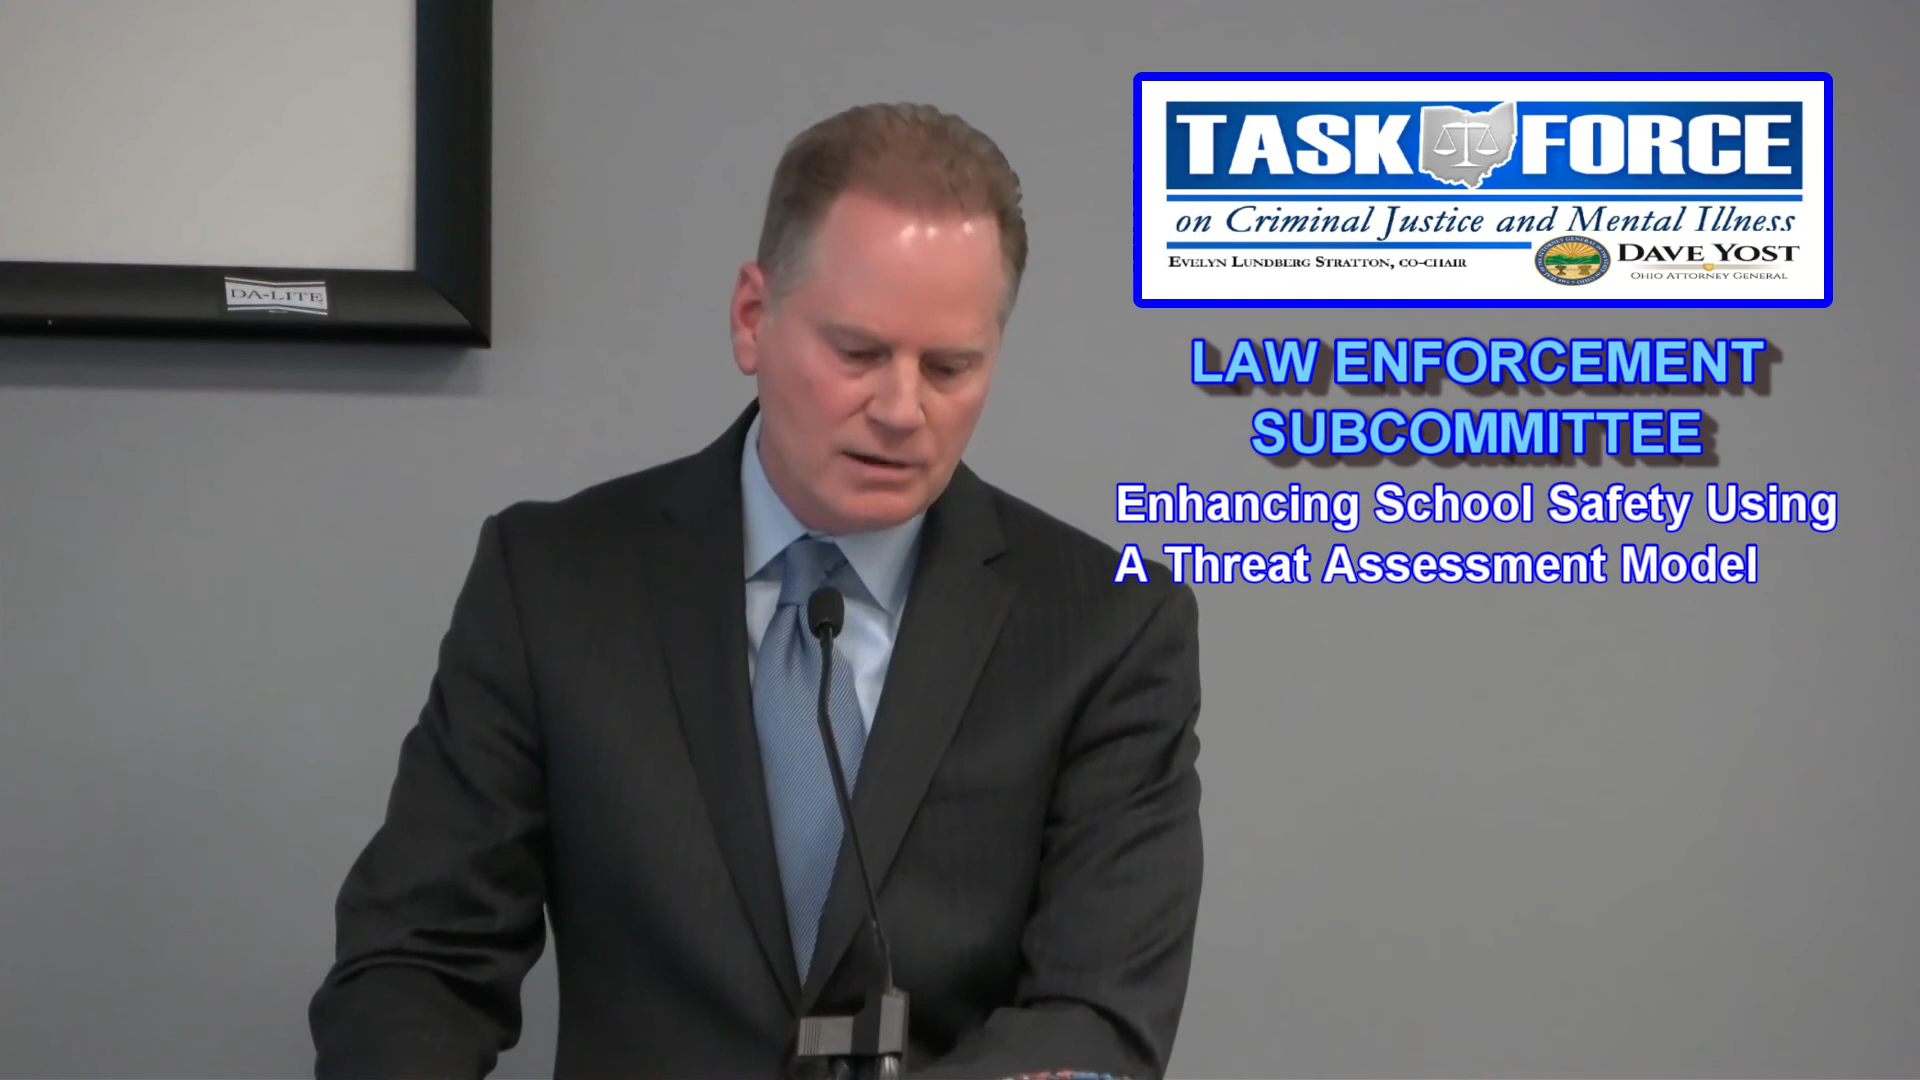 DA-LITE
TASK FORCE
on Criminal Justice and Mental Illness
EVELYN LUNDBERG STRATTON, CO-CHAIR
DAVE YOST
OHIO ATTORNEY GENERAL
LAW ENFORCEMENT
SUBCOMMITTEE
Enhancing School Safety Using
A Threat Assessment Model